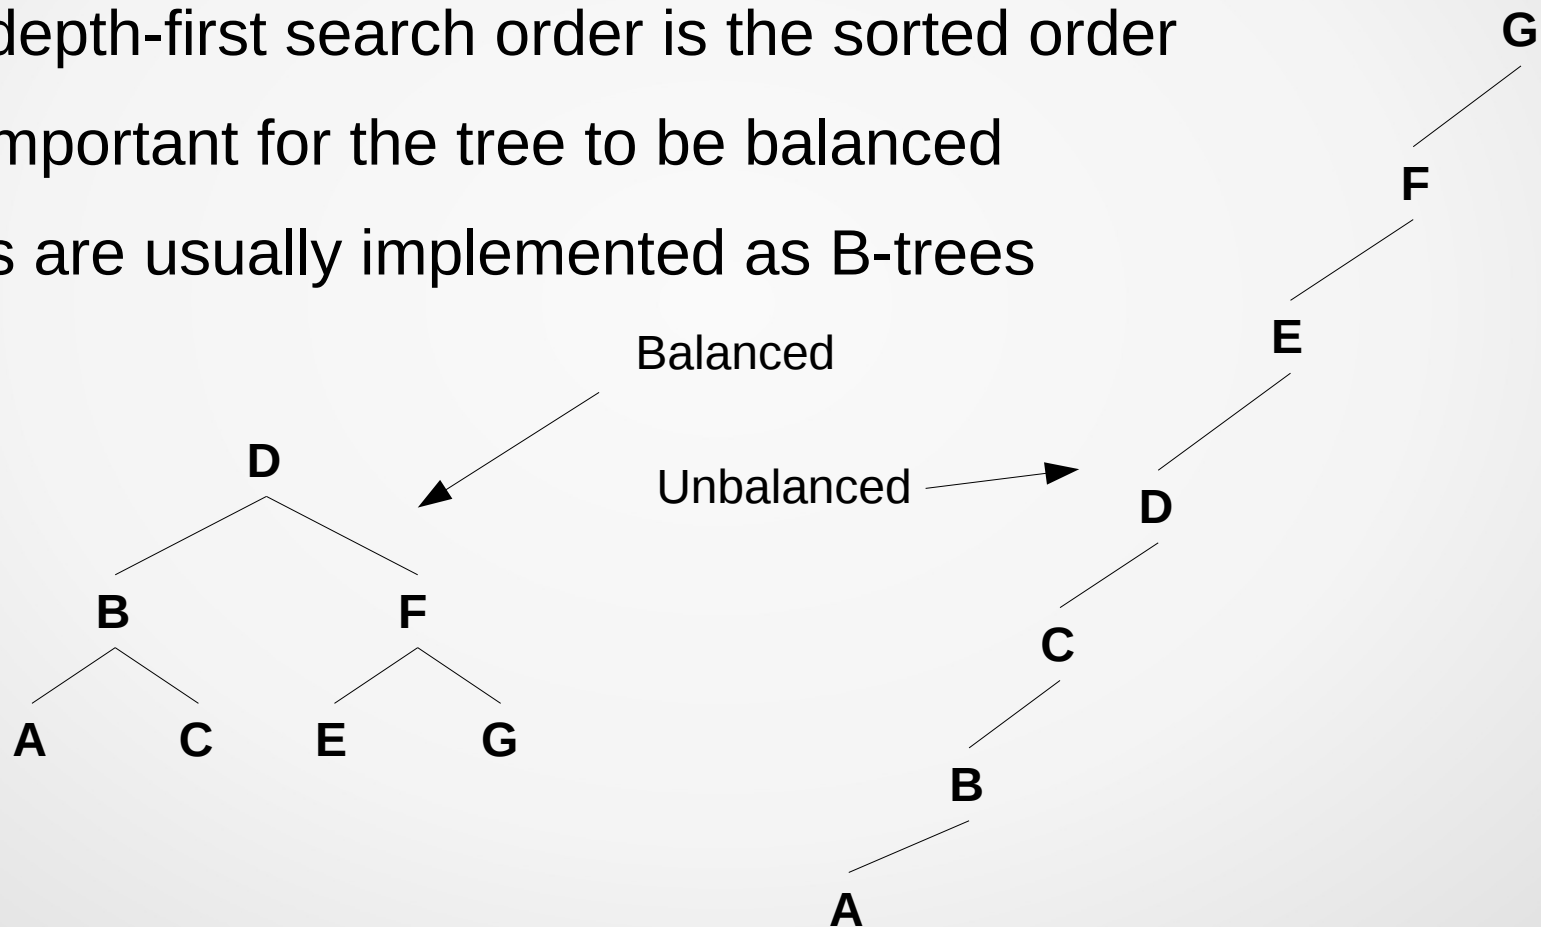 depth-first search order is the sorted order
G
mportant for the tree to be balanced
F
s are usually implemented as B-trees
E
Balanced
D
Unbalanced
D
B
F
C
A
C
E
G
B
A